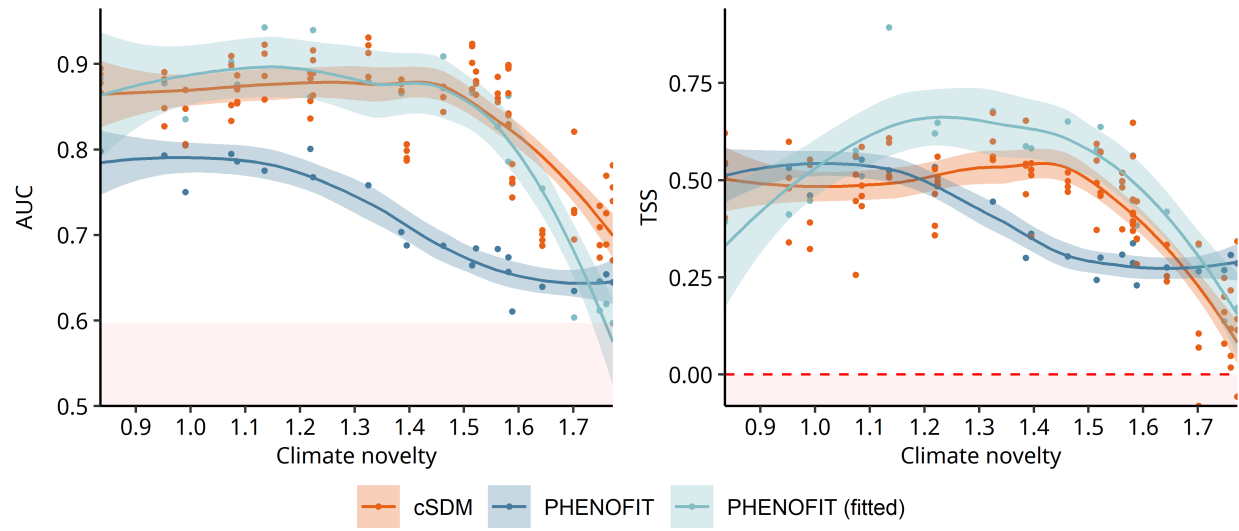 AUC
0.9
0.8
0.7
0.6
0.5
0.9 1.0 1.1 1.2 1.3 1.4 1.5 1.6 1.7
Climate novelty
TSS
0.75
0.50
0.25
0.00
0.9 1.0 1.1 1.2 1.3 1.4 1.5 1.6 1.7
Climate novelty
cSDM PHENOFIT PHENOFIT (fitted)